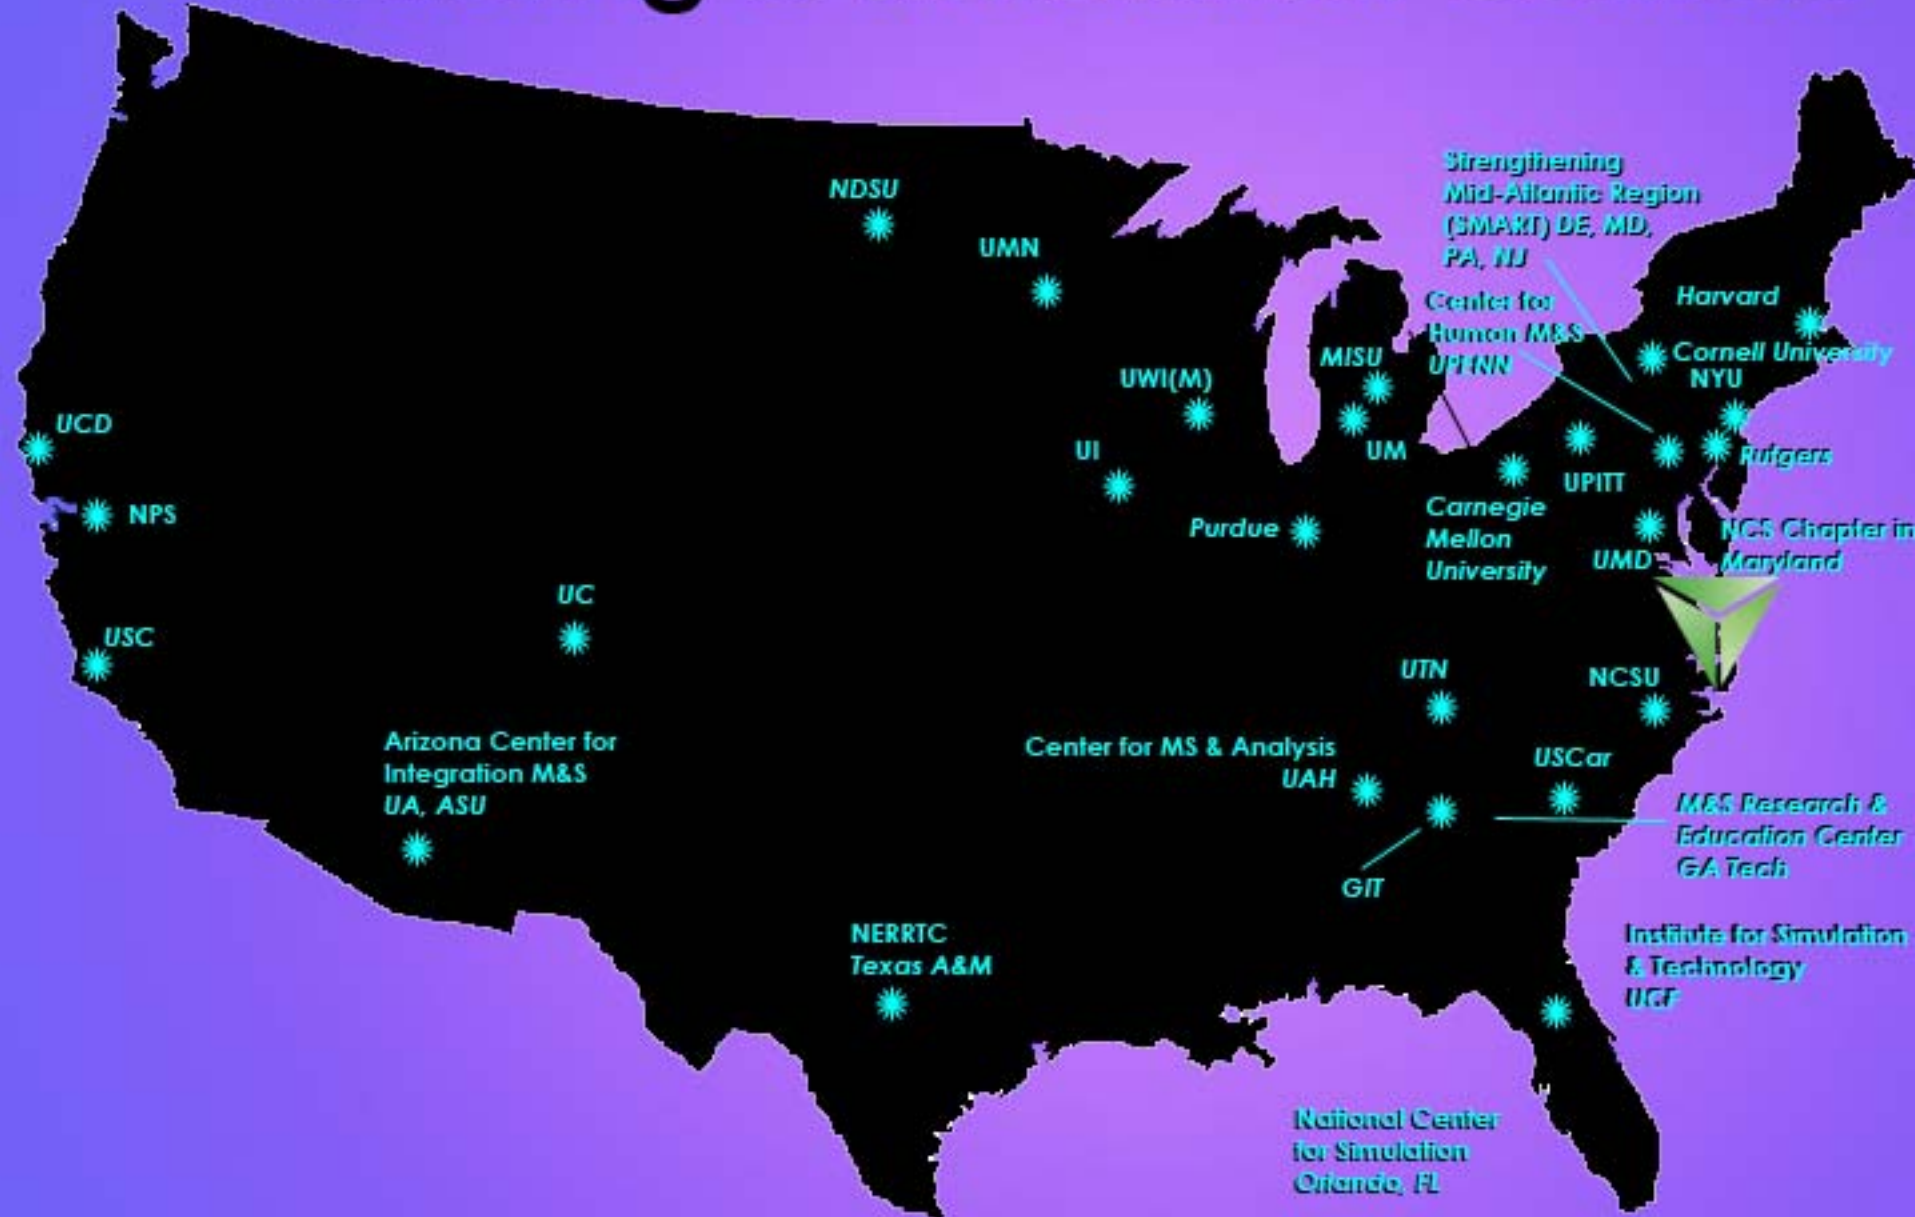 NDSU
UMN
Strengthening
Mid-Atlantic Region
(SMART) DE, MD,
PA, NJ
Center for
Human M&S
UPENN
Harvard
Cornell University
NYU
MISU
UWI(M)
UM
UI
UCD
NPS
Purdue
Carnegie
Mellon
University
UPITT
Rutgers
UMD
NCS Chapter in
Maryland
UC
USC
UTN
NCSU
Arizona Center for
Integration M&S
UA, ASU
Center for MS & Analysis
UAH
USCar
M&S Research &
Education Center
GA Tech
GIT
NERRTC
Texas A&M
Institute for Simulation
& Technology
UCF
National Center
for Simulation
Orlando, FL